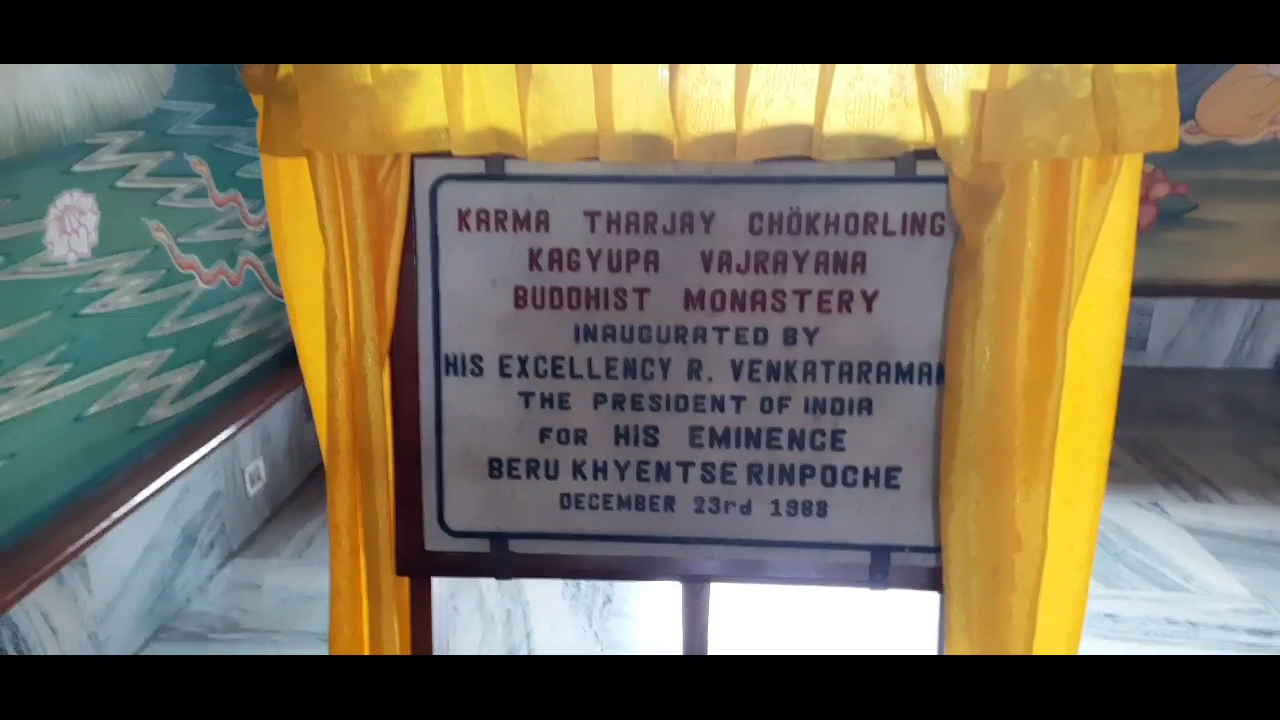 KARMA THARJAY CHÖKHORLING
KAGYUPA VAJRAYANA
BUDDHIST MONASTERY
INAUGURATED BY
HIS EXCELLENCY R. VENKATARAMAN
THE PRESIDENT OF INDIA
FOR HIS EMINENCE
BERU KHYENTSE RINPOCHE
DECEMBER 23rd 1988